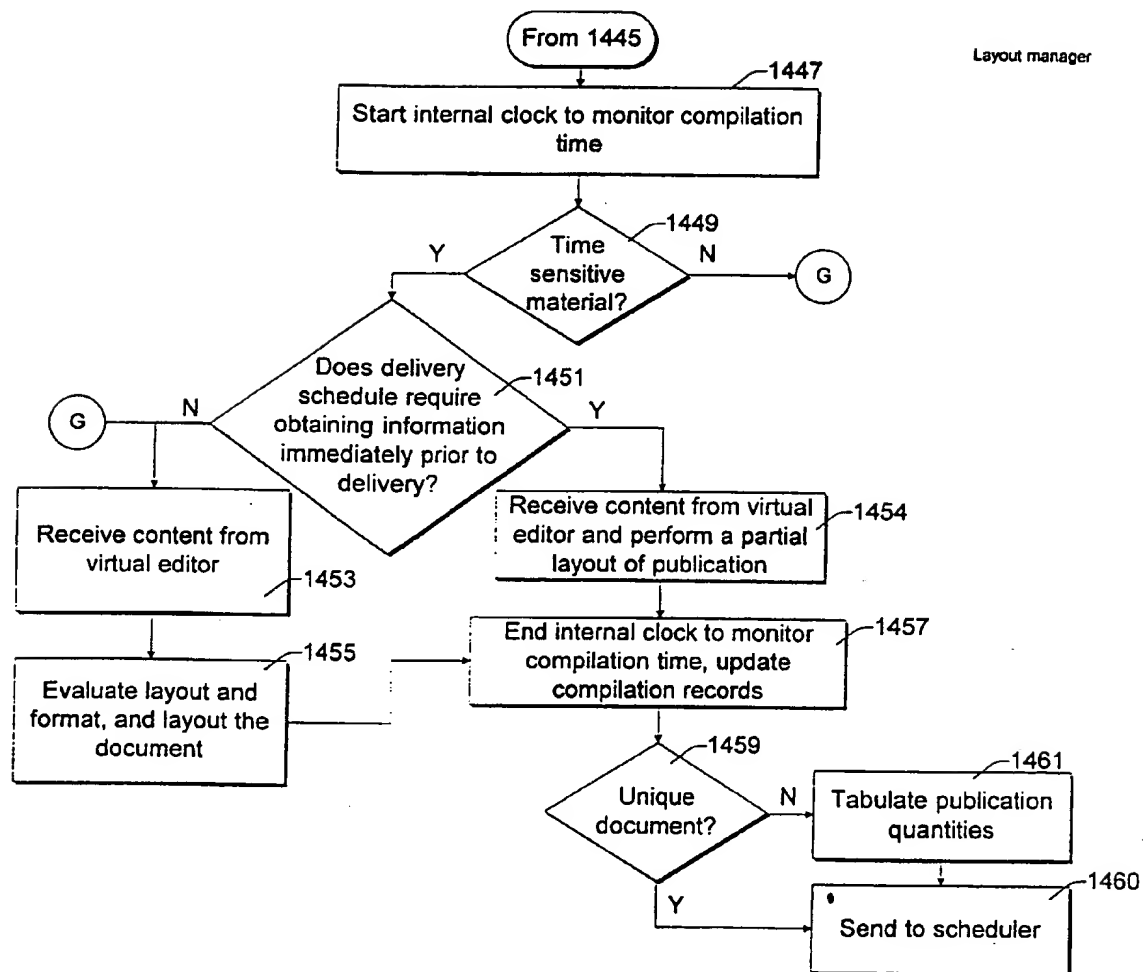 From 1445
Layout manager
1447
Start internal clock to monitor compilation
time
1449
Time
sensitive
material?
Y
N
G
Does delivery
schedule require
obtaining information
immediately prior to
delivery?
1451
G
N
Y
Receive content from
virtual editor
1453
Receive content from virtual
editor and perform a partial
layout of publication
1454
1455
Evaluate layout and
format, and layout the
document
End internal clock to monitor
compilation time, update
compilation records
1457
1459
Unique
document?
N
Y
1461
Tabulate publication
quantities
1460
Send to scheduler